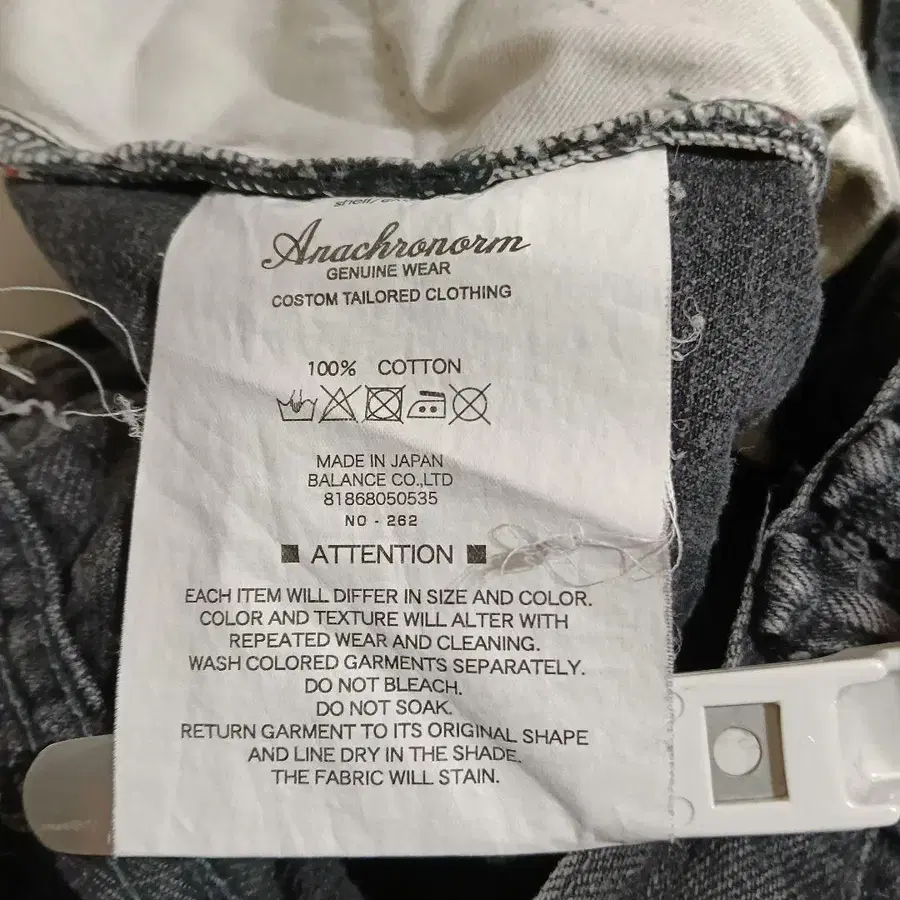 Anachronorm
GENUINE WEAR
COSTOM TAILORED CLOTHING
100% COTTON
MADE IN JAPAN
BALANCE CO.,LTD
81868050535
NO - 262
ATTENTION
EACH ITEM WILL DIFFER IN SIZE AND COLOR.
COLOR AND TEXTURE WILL ALTER WITH
REPEATED WEAR AND CLEANING.
WASH COLORED GARMENTS SEPARATELY.
DO NOT BLEACH.
DO NOT SOAK.
RETURN GARMENT TO ITS ORIGINAL SHAPE
AND LINE DRY IN THE SHADE.
THE FABRIC WILL STAIN.